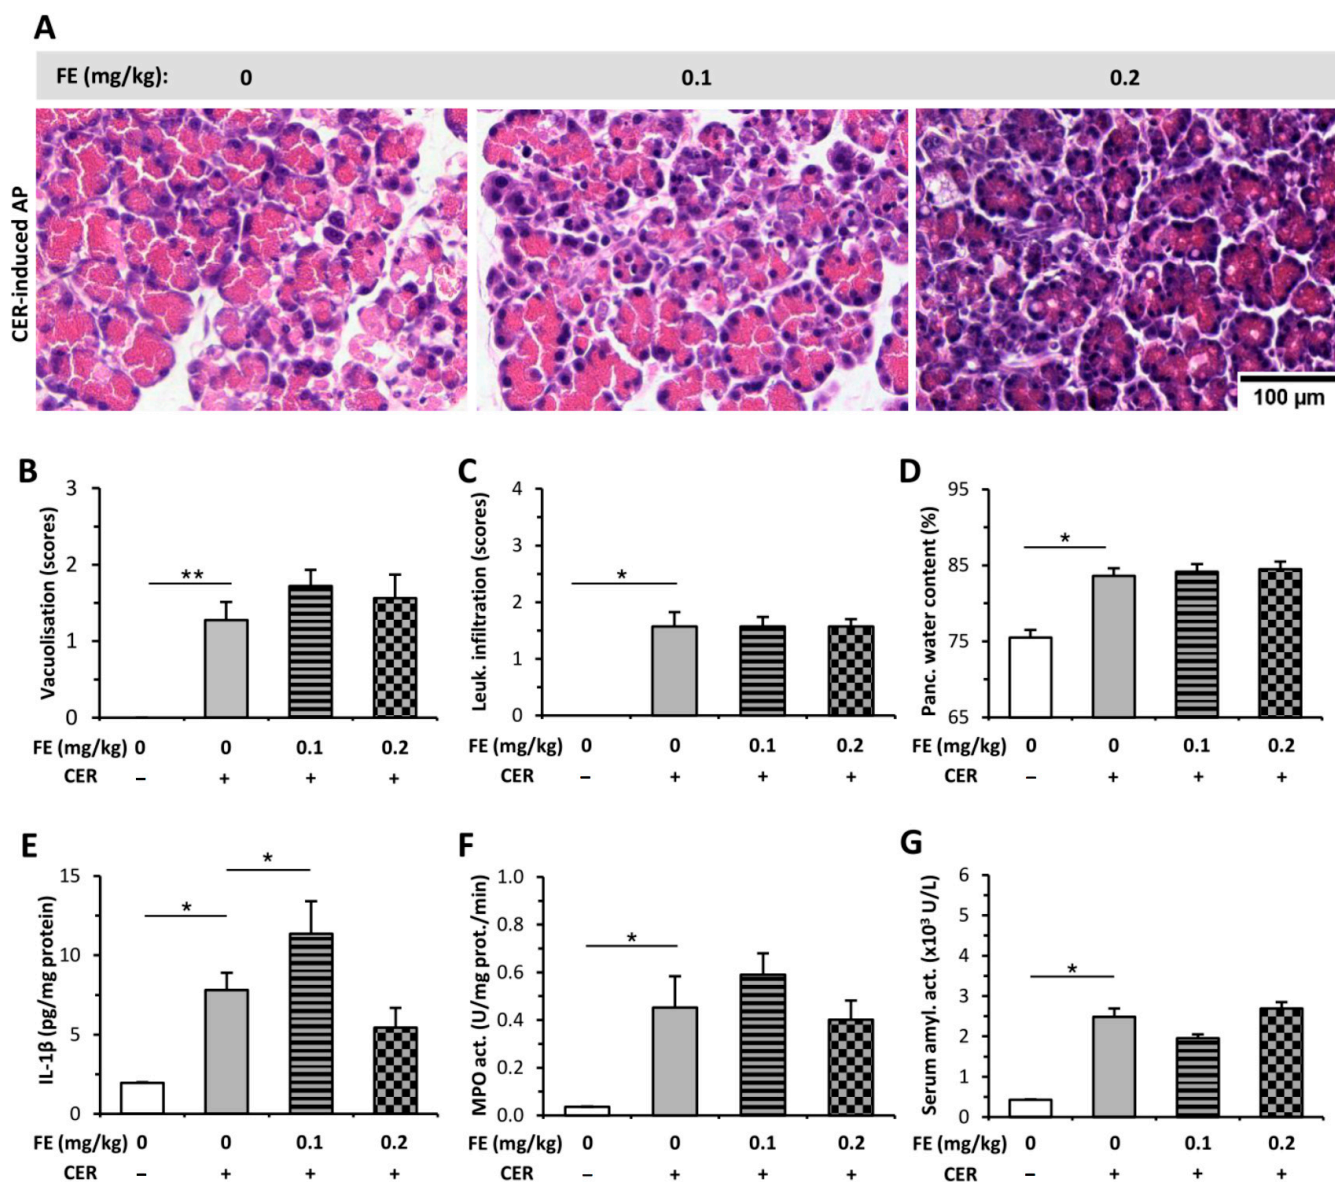 A
FE (mg/kg): 0 0.1 0.2
CER-induced AP
100 µm
B
Vacuolisation (scores)
3
2
1
0
**
FE (mg/kg) 0 0 0.1 0.2
CER – + + +
C
Leuk. infiltration (scores)
4
3
2
1
0
*
FE (mg/kg) 0 0 0.1 0.2
CER – + + +
D
Panc. water content (%)
95
85
75
65
*
FE (mg/kg) 0 0 0.1 0.2
CER – + + +
E
IL-1β (pg/mg protein)
15
10
5
0
*
*
FE (mg/kg) 0 0 0.1 0.2
CER – + + +
F
MPO act. (U/mg prot./min)
1.0
0.8
0.6
0.4
0.2
0.0
*
FE (mg/kg) 0 0 0.1 0.2
CER – + + +
G
Serum amyl. act. (x10³ U/L)
6
5
4
3
2
1
0
*
FE (mg/kg) 0 0 0.1 0.2
CER – + + +